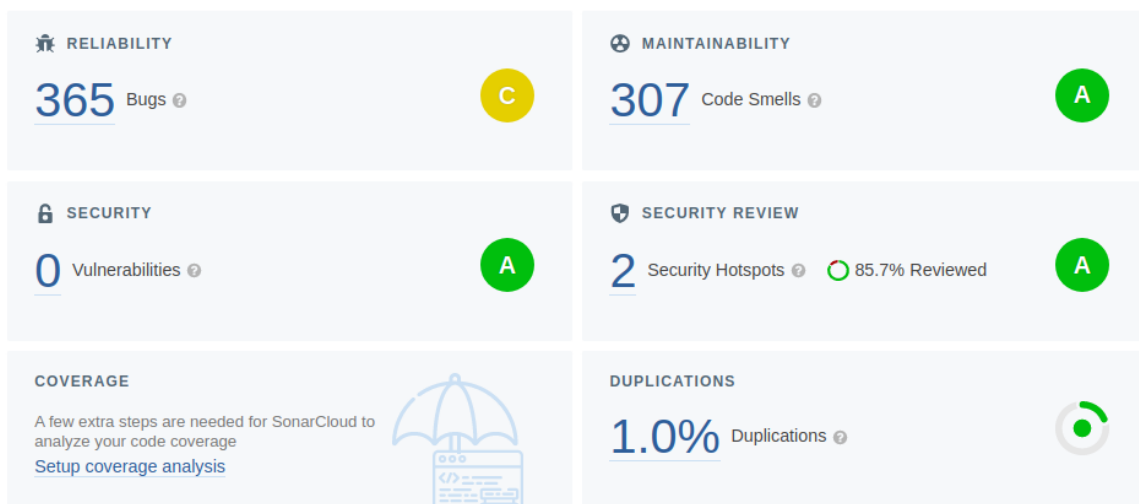 RELIABILITY
365 Bugs ?
C
MAINTAINABILITY
307 Code Smells ?
A
SECURITY
0 Vulnerabilities ?
A
SECURITY REVIEW
2 Security Hotspots ? 85.7% Reviewed
A
COVERAGE
A few extra steps are needed for SonarCloud to
analyze your code coverage
Setup coverage analysis
</>
DUPLICATIONS
1.0% Duplications ?